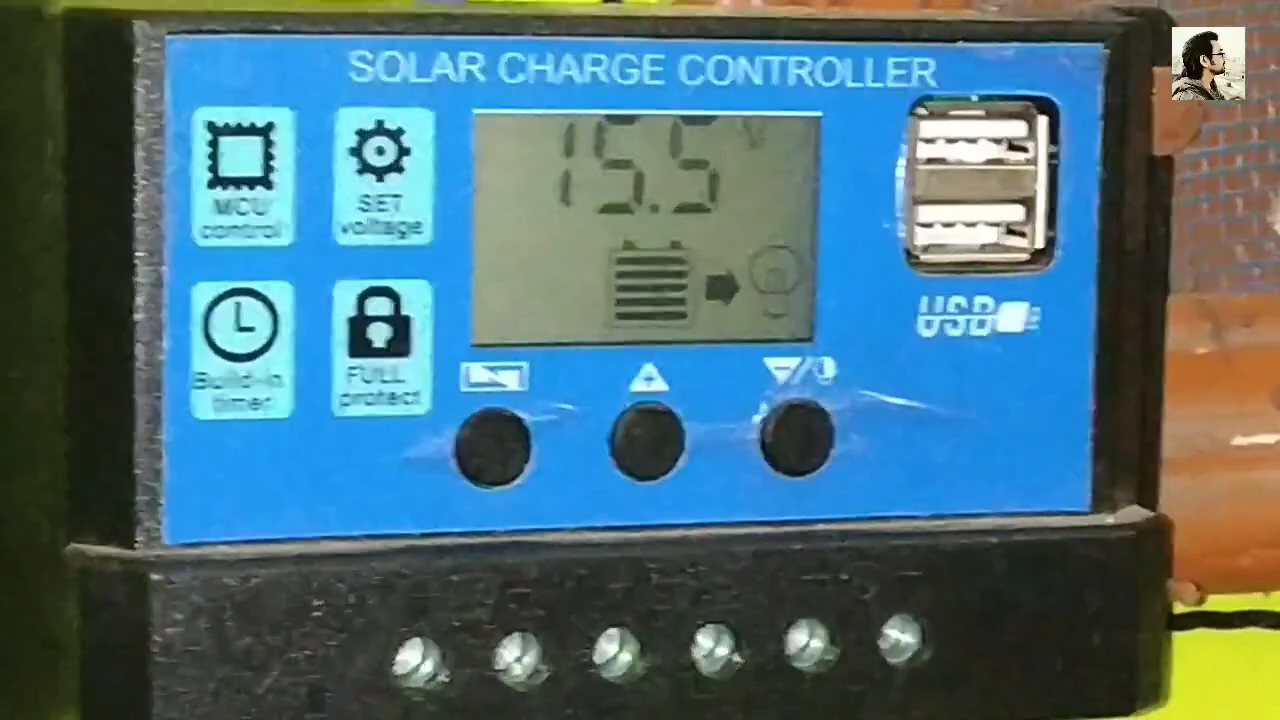 SOLAR CHARGE CONTROLLER
MCU
control
SET
voltage
15.5 V
Build-in
timer
FULL
protect
USB